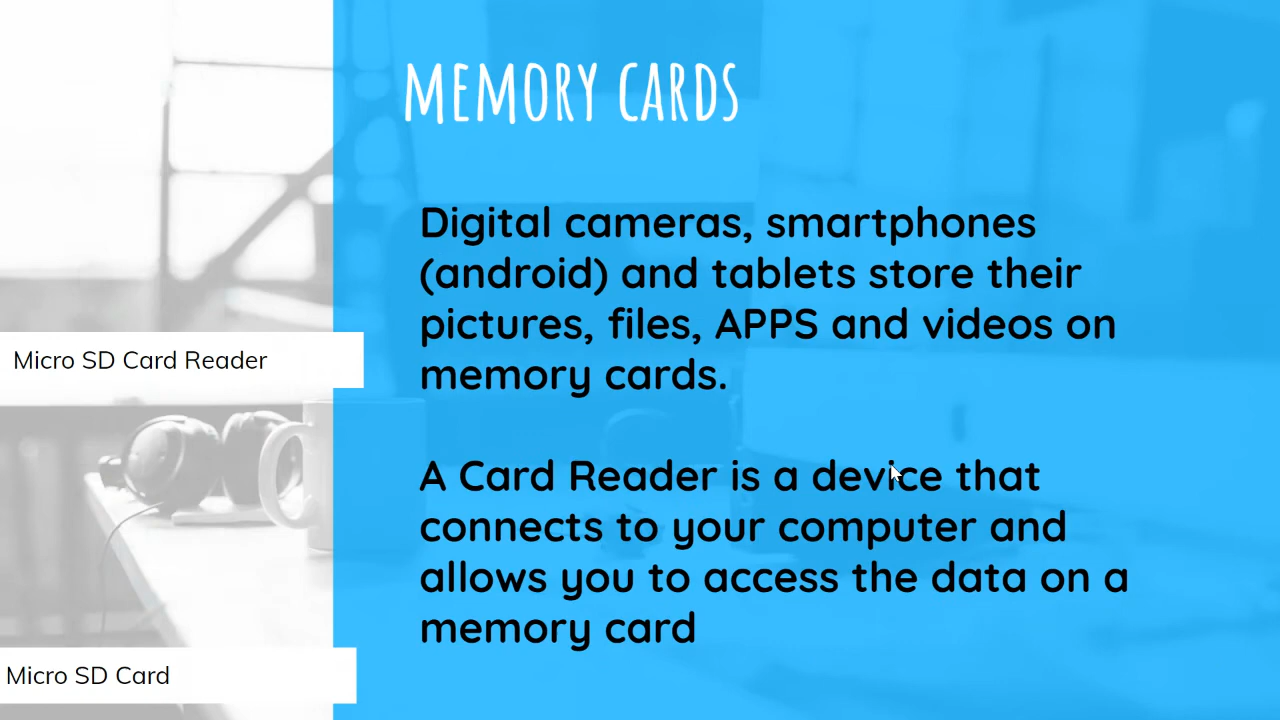 MEMORY CARDS
Digital cameras, smartphones
(android) and tablets store their
pictures, files, APPS and videos on
memory cards.
A Card Reader is a device that
connects to your computer and
allows you to access the data on a
memory card
Micro SD Card Reader
Micro SD Card